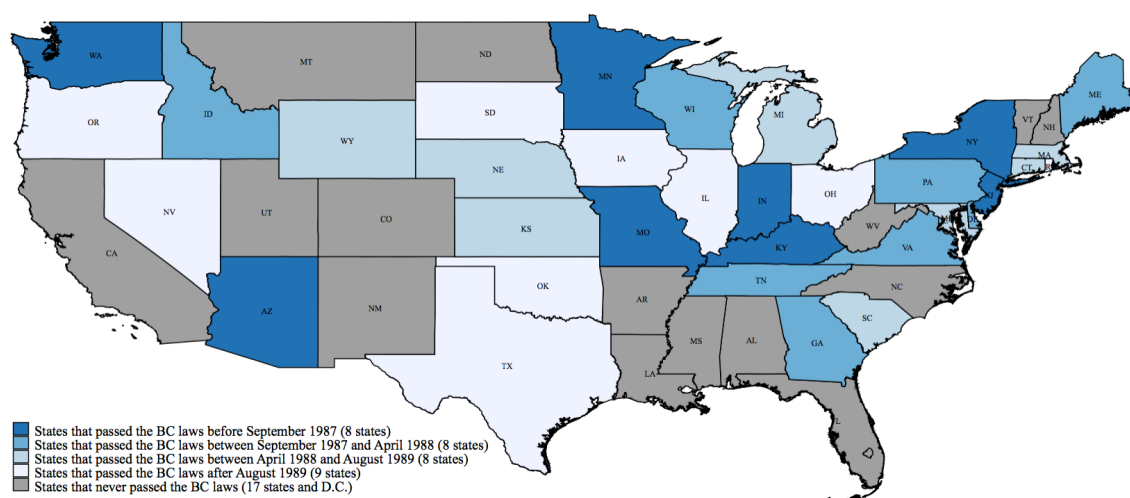 WA
MT
ND
MN
OR
ID
SD
WI
MI
ME
VT
NH
WY
NY
MA
CT
R
NE
IA
PA
NJ
NV
UT
CO
KS
MO
IL
IN
OH
WV
MD
DE
VA
KY
CA
AZ
NM
OK
AR
TN
NC
SC
TX
LA
MS
AL
GA
L
States that passed the BC laws before September 1987 (8 states)
States that passed the BC laws between September 1987 and April 1988 (8 states)
States that passed the BC laws between April 1988 and August 1989 (8 states)
States that passed the BC laws after August 1989 (9 states)
States that never passed the BC laws (17 states and D.C.)